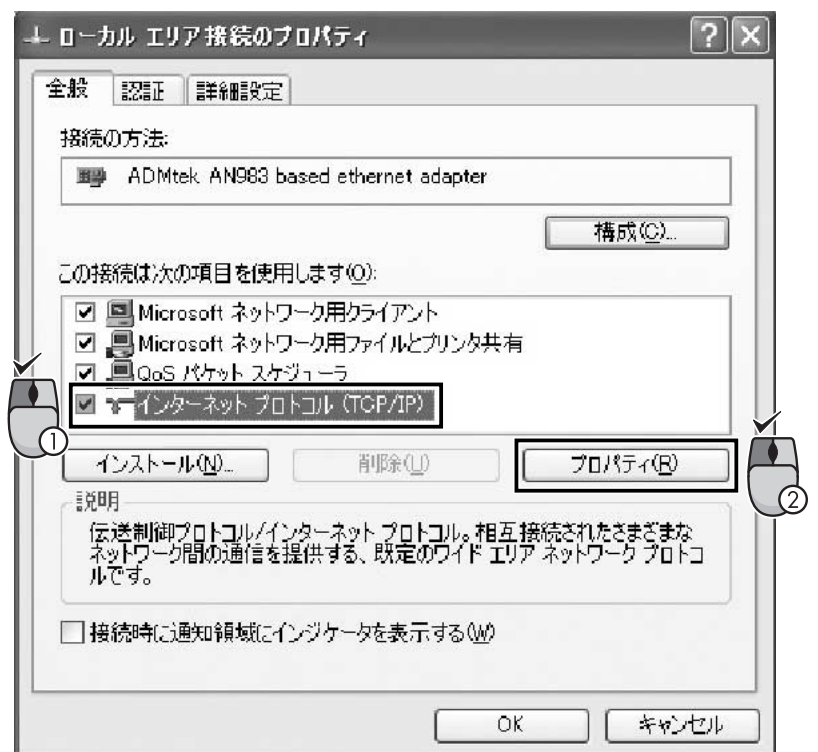 ローカル エリア接続のプロパティ
全般 認証 詳細設定
接続の方法:
ADMtek AN983 based ethernet adapter
構成(C)...
この接続は次の項目を使用します(O):
Microsoft ネットワーク用クライアント
Microsoft ネットワーク用ファイルとプリンタ共有
QoS パケット スケジューラ
インターネット プロトコル (TCP/IP)
①
インストール(N)... 削除(U) プロパティ(R)
②
説明
伝送制御プロトコル/インターネット プロトコル。相互接続されたさまざまな
ネットワーク間の通信を提供する、既定のワイド エリア ネットワーク プロトコ
ルです。
接続時に通知領域にインジケータを表示する(W)
OK キャンセル